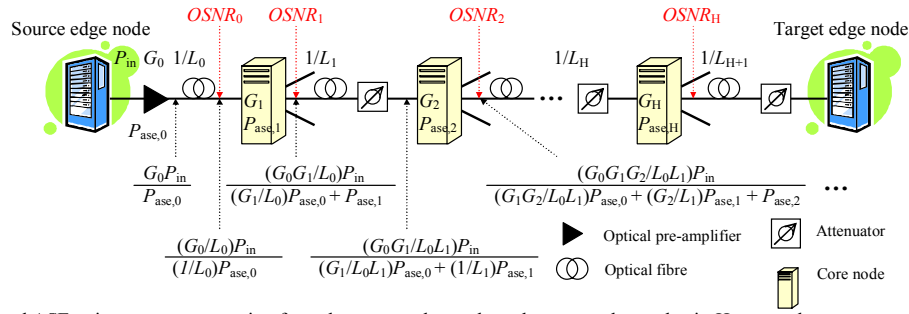 OSNR0 OSNR1 OSNR2 OSNRH
Source edge node
Target edge node
Pin G0 1/L0 1/L1 1/LH 1/LH+1
G1 G2 ... GH
Pase,0 Pase,1 Pase,2 Pase,H
G0Pin
Pase,0
(G0G1/L0)Pin
(G1/L0)Pase,0 + Pase,1
(G0G1G2/L0L1)Pin
(G1G2/L0L1)Pase,0 + (G2/L1)Pase,1 + Pase,2
...
(G0/L0)Pin
(1/L0)Pase,0
(G0G1/L0L1)Pin
(G1/L0L1)Pase,0 + (1/L1)Pase,1
Optical pre-amplifier
Attenuator
Optical fibre
Core node